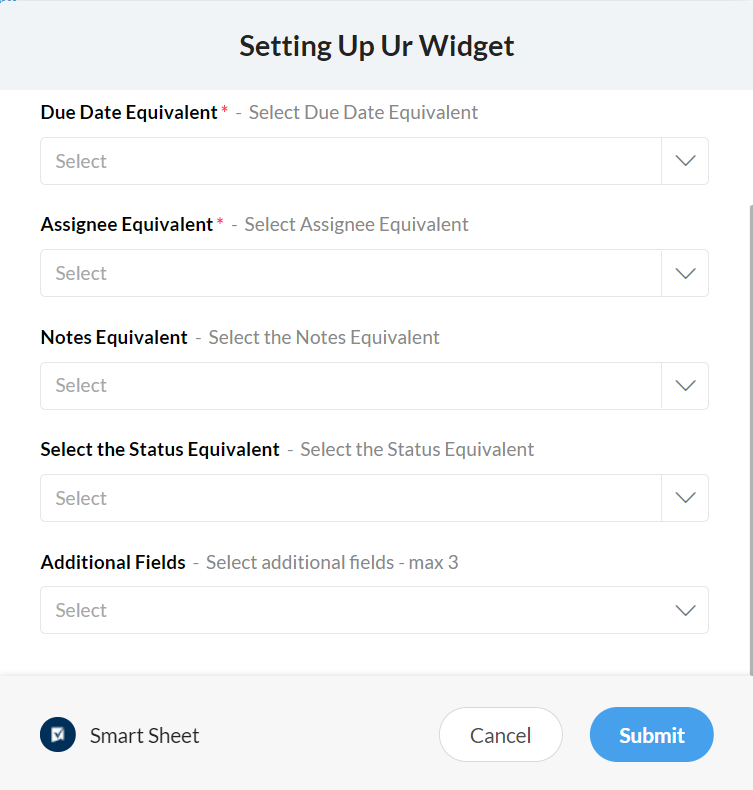 Setting Up Ur Widget
Due Date Equivalent * - Select Due Date Equivalent
Select
Assignee Equivalent * - Select Assignee Equivalent
Select
Notes Equivalent - Select the Notes Equivalent
Select
Select the Status Equivalent - Select the Status Equivalent
Select
Additional Fields - Select additional fields - max 3
Select
Smart Sheet Cancel Submit